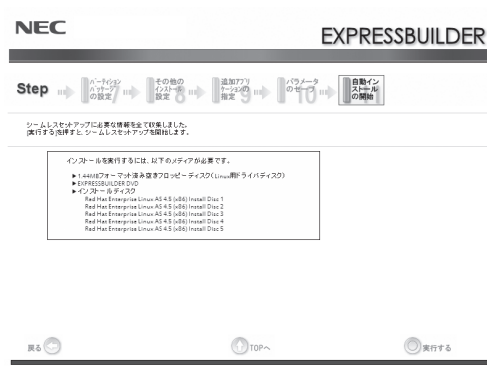 NEC
EXPRESSBUILDER
Step
パーティション
パッケージ
の設定
7
その他の
インストール
設定
8
追加アプリ
ケーションの
指定
9
パラメータ
のセーブ
10
自動イン
ストール
の開始
11
シームレスセットアップに必要な情報を全て収集しました。
[実行する]を押すと、シームレスセットアップを開始します。
インストールを実行するには、以下のメディアが必要です。
▶1.44MBフォーマット済み空きフロッピーディスク(Linux用ドライバディスク)
▶EXPRESSBUILDER DVD
▶インストールディスク
Red Hat Enterprise Linux AS 4.5 (x86) Install Disc 1
Red Hat Enterprise Linux AS 4.5 (x86) Install Disc 2
Red Hat Enterprise Linux AS 4.5 (x86) Install Disc 3
Red Hat Enterprise Linux AS 4.5 (x86) Install Disc 4
Red Hat Enterprise Linux AS 4.5 (x86) Install Disc 5
戻る
TOPへ
実行する